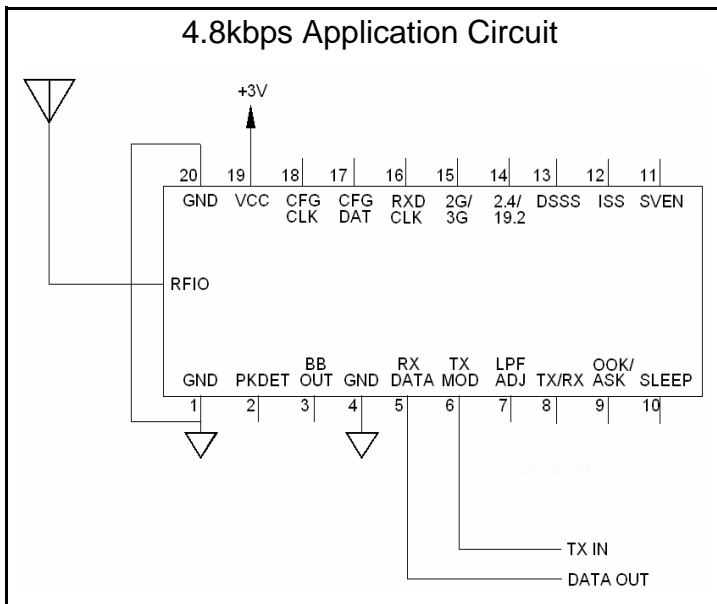 4.8kbps Application Circuit
+3V
20 19 18 17 16 15 14 13 12 11
GND VCC CFG CFG RXD 2G/ 2.4/ DSSS ISS SVEN
CLK DAT CLK 3G 19.2
RFIO
BB RX TX LPF OOK/
GND PKDET OUT GND DATA MOD ADJ TX/RX ASK SLEEP
1 2 3 4 5 6 7 8 9 10
TX IN
DATA OUT